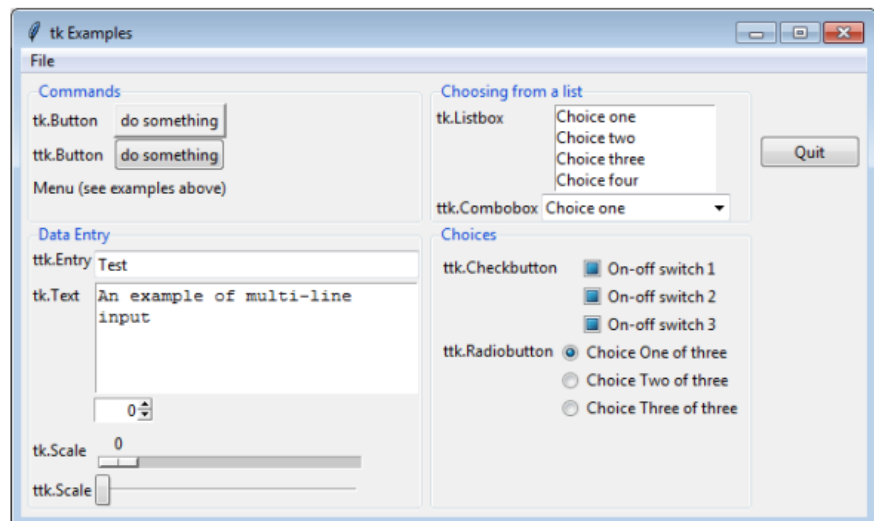 tk Examples
File
Commands
tk.Button do something
ttk.Button do something
Menu (see examples above)
Choosing from a list
tk.Listbox Choice one
Choice two
Choice three
Choice four
ttk.Combobox Choice one
Quit
Data Entry
ttk.Entry Test
tk.Text An example of multi-line
input
0
tk.Scale 0
ttk.Scale
Choices
ttk.Checkbutton On-off switch 1
On-off switch 2
On-off switch 3
ttk.Radiobutton Choice One of three
Choice Two of three
Choice Three of three